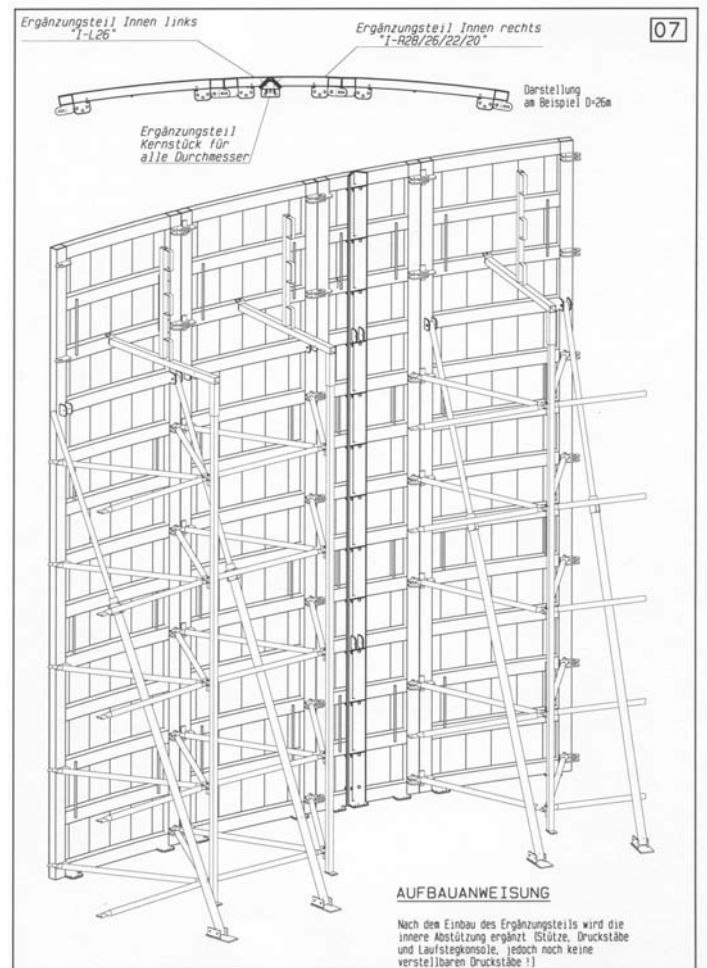 Ergänzungsteil Innen links
"I-L26"
Ergänzungsteil Innen rechts
"I-R28/26/22/20"
07
Darstellung
am Beispiel D=26m
Ergänzungsteil
Kernstück für
alle Durchmesser
AUFBAUANWEISUNG
Nach dem Einbau des Ergänzungsteils wird die
innere Abstützung ergänzt (Stütze, Druckstäbe
und Laufstegkonsole, jedoch noch keine
verstellbaren Druckstäbe !)